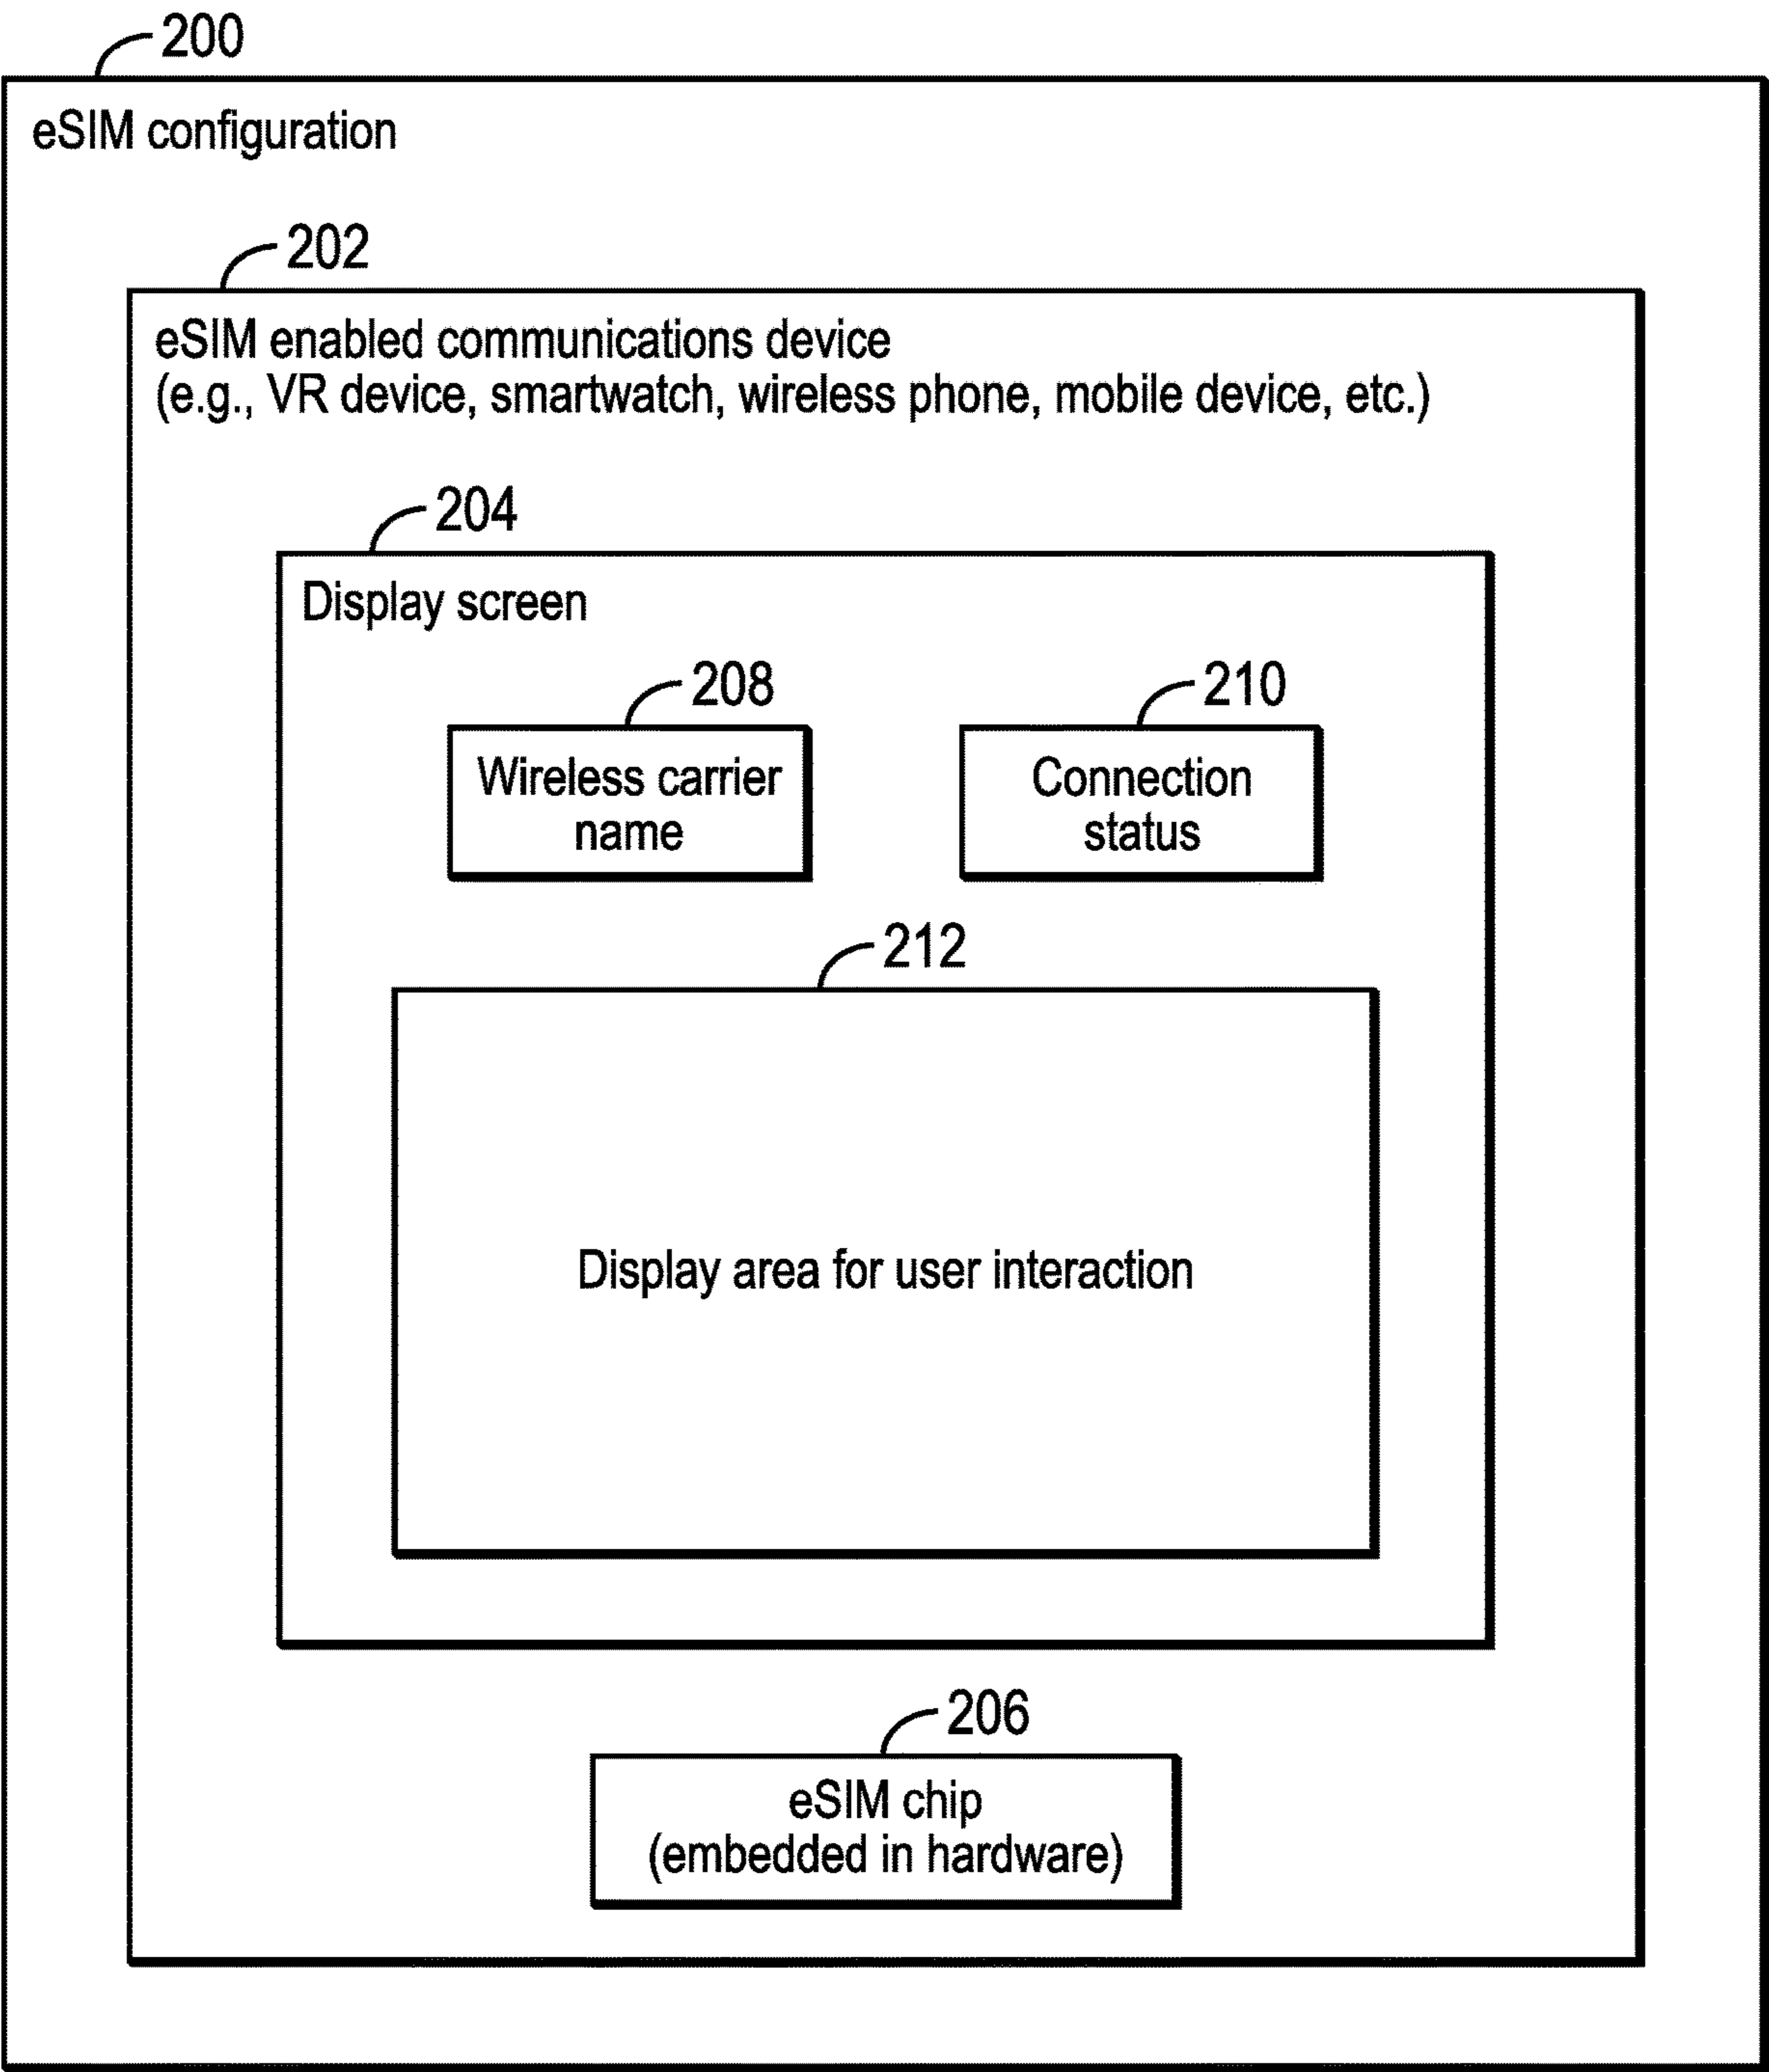 200
eSIM configuration
202
eSIM enabled communications device
(e.g., VR device, smartwatch, wireless phone, mobile device, etc.)
204
Display screen
208
210
Wireless carrier
name
Connection
status
212
Display area for user interaction
206
eSIM chip
(embedded in hardware)